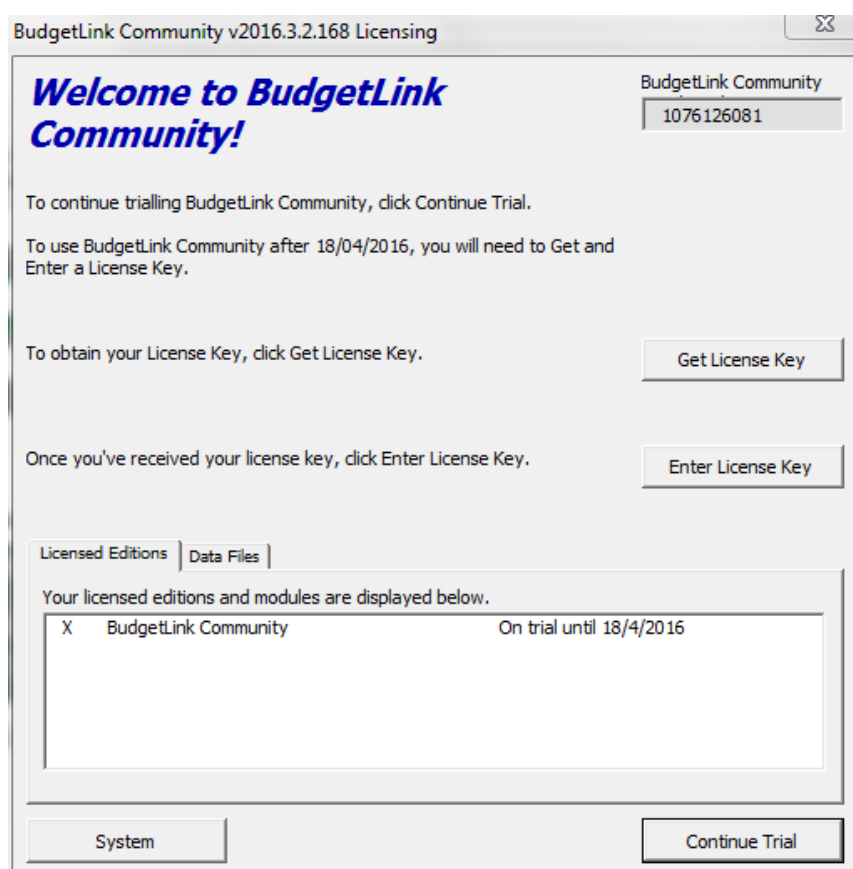 BudgetLink Community v2016.3.2.168 Licensing
Welcome to BudgetLink
Community!
BudgetLink Community
1076126081
To continue trialling BudgetLink Community, click Continue Trial.
To use BudgetLink Community after 18/04/2016, you will need to Get and
Enter a License Key.
To obtain your License Key, click Get License Key.
Get License Key
Once you've received your license key, click Enter License Key.
Enter License Key
Licensed Editions Data Files
Your licensed editions and modules are displayed below.
X BudgetLink Community On trial until 18/4/2016
System Continue Trial